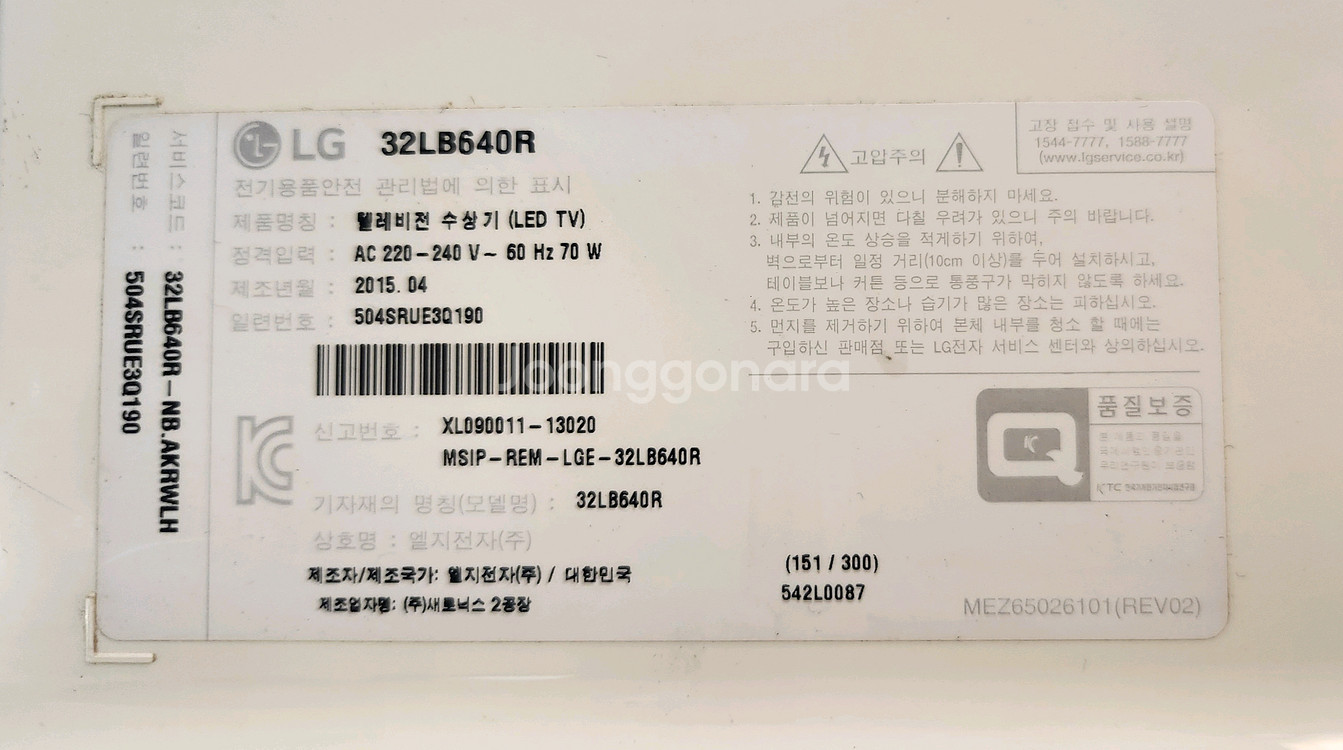 서비스코드 : 32LB640R-NB.AKRWLH
일련번호 : 504SRUE3Q190
LG 32LB640R
전기용품안전 관리법에 의한 표시
제품명칭 : 텔레비전 수상기 (LED TV)
정격입력 : AC 220-240 V~ 60 Hz 70 W
제조년월 : 2015. 04
일련번호 : 504SRUE3Q190
신고번호 : XL090011-13020
MSIP-REM-LGE-32LB640R
기자재의 명칭(모델명) : 32LB640R
상호명 : 엘지전자(주)
제조자/제조국가: 엘지전자(주) / 대한민국
제조업자명: (주)새로닉스 2공장
고압주의
고장 접수 및 사용 설명
1544-7777, 1588-7777
(www.lgservice.co.kr)
1. 감전의 위험이 있으니 분해하지 마세요.
2. 제품이 넘어지면 다칠 우려가 있으니 주의 바랍니다.
3. 내부의 온도 상승을 적게하기 위하여,
벽으로부터 일정 거리(10cm 이상)를 두어 설치하시고,
테이블보나 커튼 등으로 통풍구가 막히지 않도록 하세요.
4. 온도가 높은 장소나 습기가 많은 장소는 피하십시오.
5. 먼지를 제거하기 위하여 본체 내부를 청소 할 때에는
구입하신 판매점 또는 LG전자 서비스 센터와 상의하십시오.
Joonggonara
Q
품질보증
KTC
(151 / 300)
542L0087
MEZ65026101(REV02)